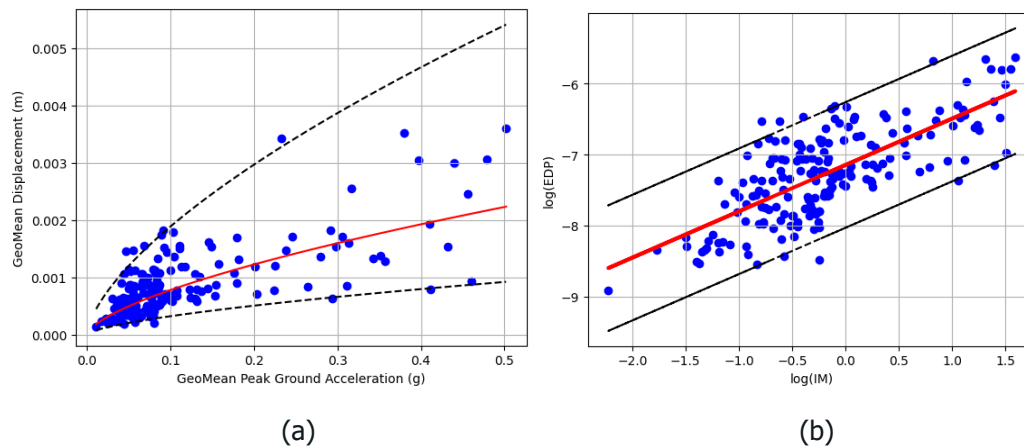 0.005
0.004
0.003
0.002
0.001
0.000
GeoMean Displacement (m)
0.0 0.1 0.2 0.3 0.4 0.5
GeoMean Peak Ground Acceleration (g)
(a)
−6
−7
−8
−9
log(EDP)
−2.0 −1.5 −1.0 −0.5 0.0 0.5 1.0 1.5
log(IM)
(b)